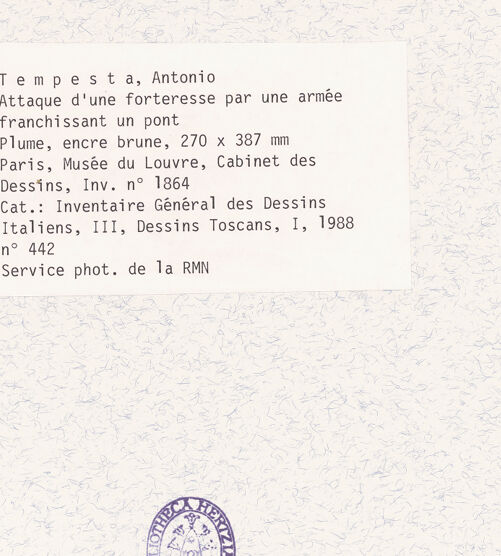 T e m p e s t a, Antonio
Attaque d'une forteresse par une armée
franchissant un pont
Plume, encre brune, 270 x 387 mm
Paris, Musée du Louvre, Cabinet des
Dessins, Inv. n° 1864
Cat.: Inventaire Général des Dessins
Italiens, III, Dessins Toscans, I, 1988
n° 442
Service phot. de la RMN